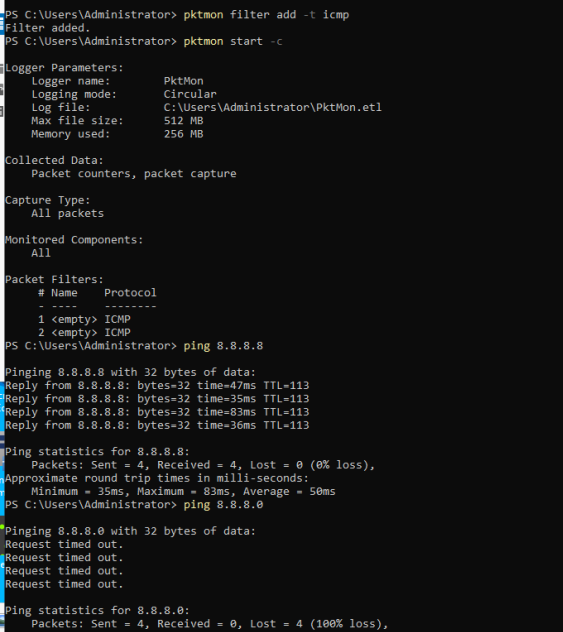 PS C:\Users\Administrator> pktmon filter add -t icmp
Filter added.
PS C:\Users\Administrator> pktmon start -c
Logger Parameters:
    Logger name:        PktMon
    Logging mode:       Circular
    Log file:           C:\Users\Administrator\PktMon.etl
    Max file size:      512 MB
    Memory used:        256 MB
Collected Data:
    Packet counters, packet capture
Capture Type:
    All packets
Monitored Components:
    All
Packet Filters:
     # Name    Protocol
     - ----    --------
     1 <empty> ICMP
     2 <empty> ICMP
PS C:\Users\Administrator> ping 8.8.8.8
Pinging 8.8.8.8 with 32 bytes of data:
Reply from 8.8.8.8: bytes=32 time=47ms TTL=113
Reply from 8.8.8.8: bytes=32 time=35ms TTL=113
Reply from 8.8.8.8: bytes=32 time=83ms TTL=113
Reply from 8.8.8.8: bytes=32 time=36ms TTL=113
Ping statistics for 8.8.8.8:
    Packets: Sent = 4, Received = 4, Lost = 0 (0% loss),
Approximate round trip times in milli-seconds:
    Minimum = 35ms, Maximum = 83ms, Average = 50ms
PS C:\Users\Administrator> ping 8.8.8.0
Pinging 8.8.8.0 with 32 bytes of data:
Request timed out.
Request timed out.
Request timed out.
Request timed out.
Ping statistics for 8.8.8.0:
    Packets: Sent = 4, Received = 0, Lost = 4 (100% loss),